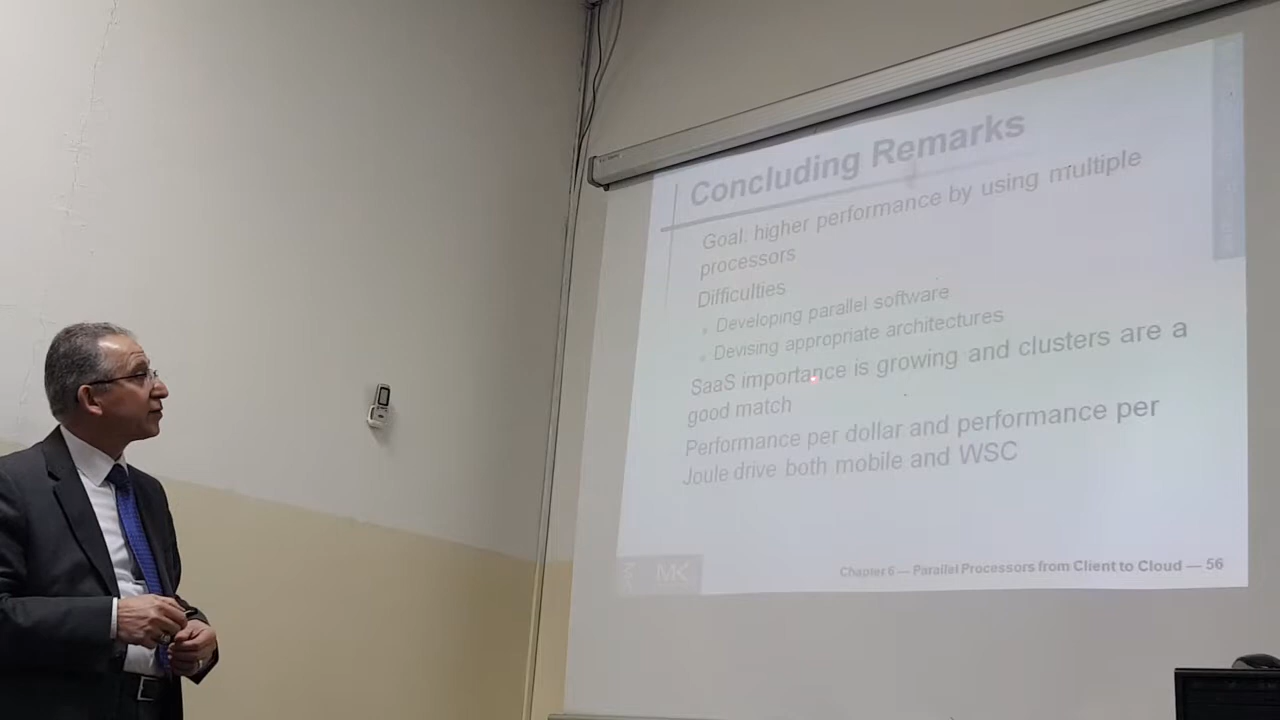 Concluding Remarks
Goal: higher performance by using multiple
processors
Difficulties
Developing parallel software
Devising appropriate architectures
SaaS importance is growing and clusters are a
good match
Performance per dollar and performance per
Joule drive both mobile and WSC
MK
Chapter 6 — Parallel Processors from Client to Cloud — 56